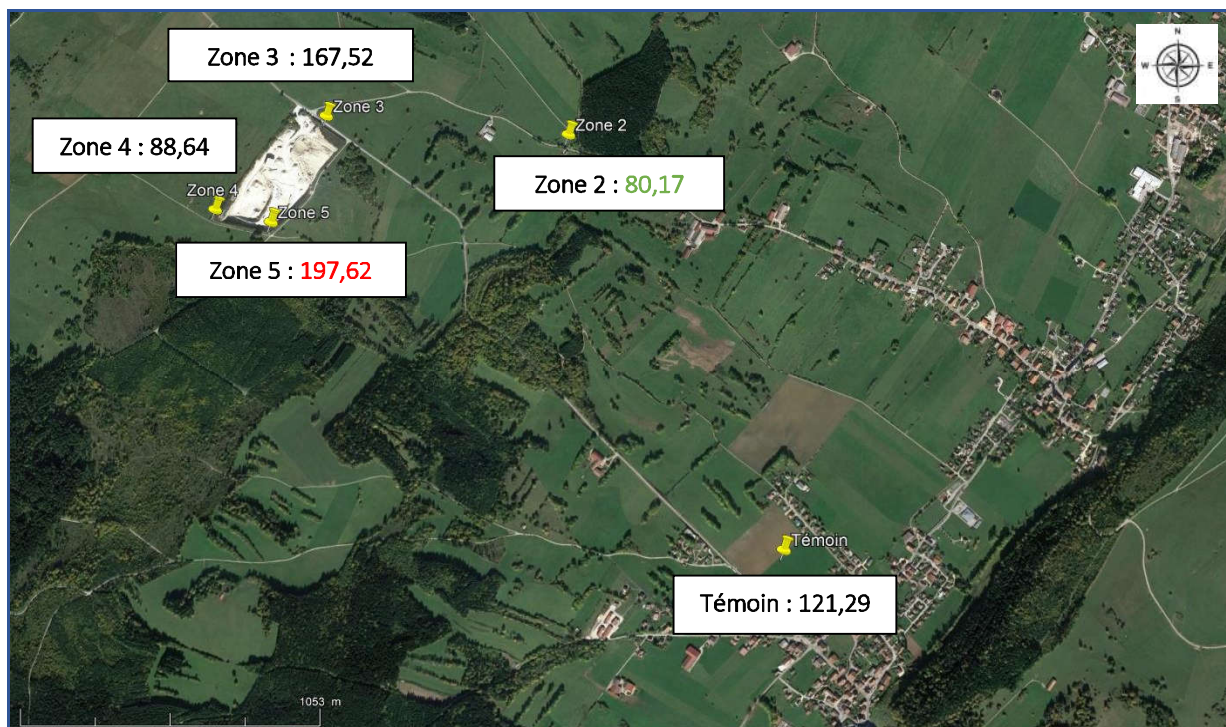 N
W E
S
Zone 3 : 167,52
Zone 3
Zone 2
Zone 4 : 88,64
Zone 2 : 80,17
Zone 4
Zone 5
Zone 5 : 197,62
Témoin
Témoin : 121,29
1053 m